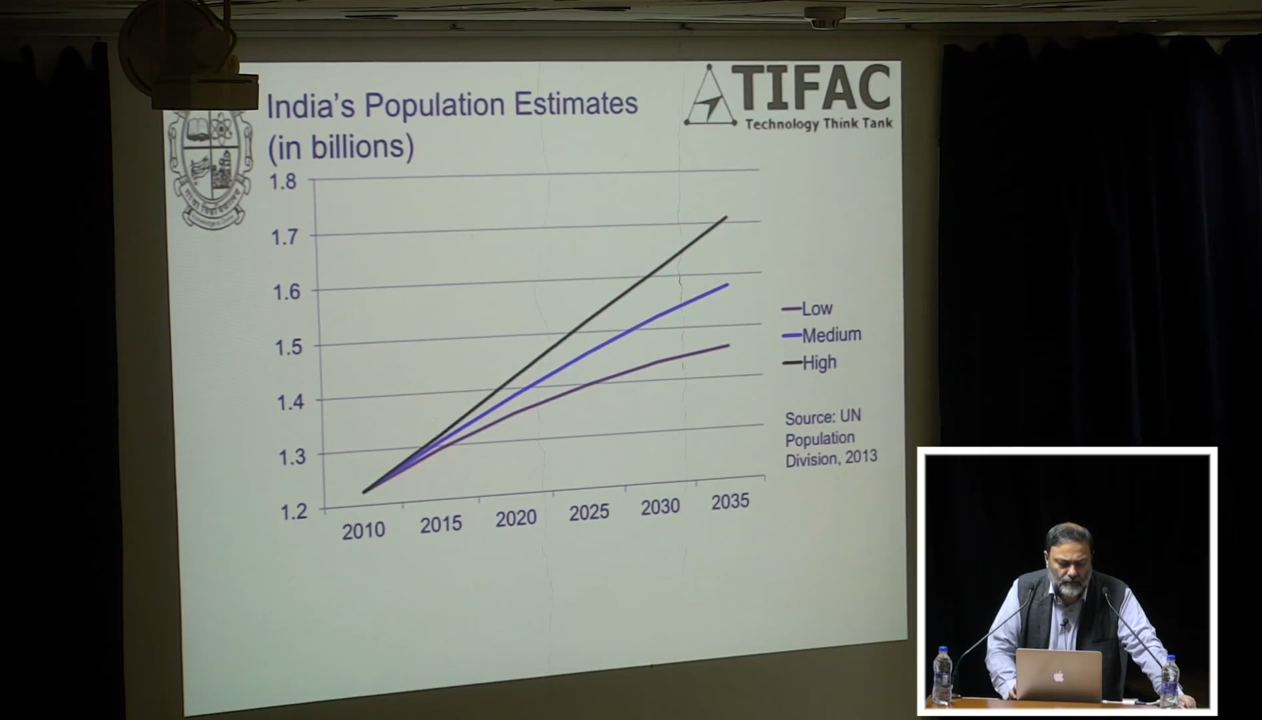 India's Population Estimates
(in billions)
TIFAC
Technology Think Tank
1.8
1.7
1.6
1.5
1.4
1.3
1.2
2010 2015 2020 2025 2030 2035
Low
Medium
High
Source: UN
Population
Division, 2013